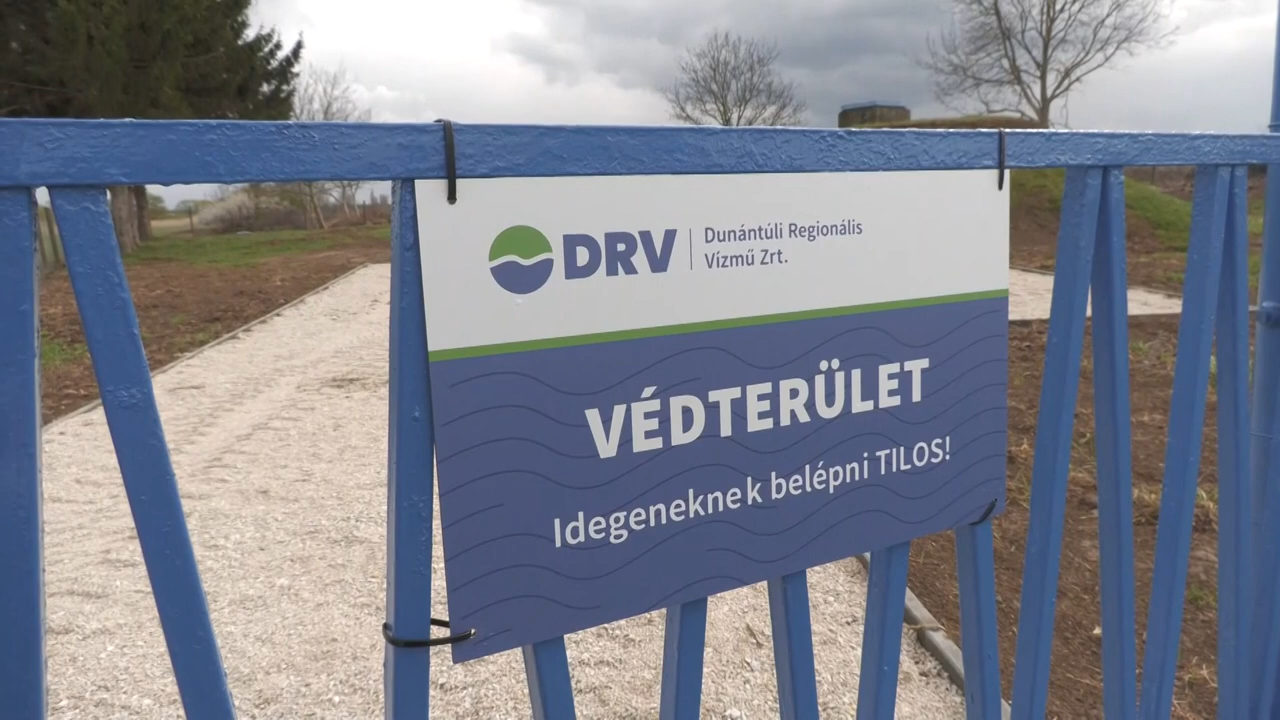 DRV
Dunántúli Regionális
Vízmű Zrt.
VÉDTERÜLET
Idegeneknek belépni TILOS!